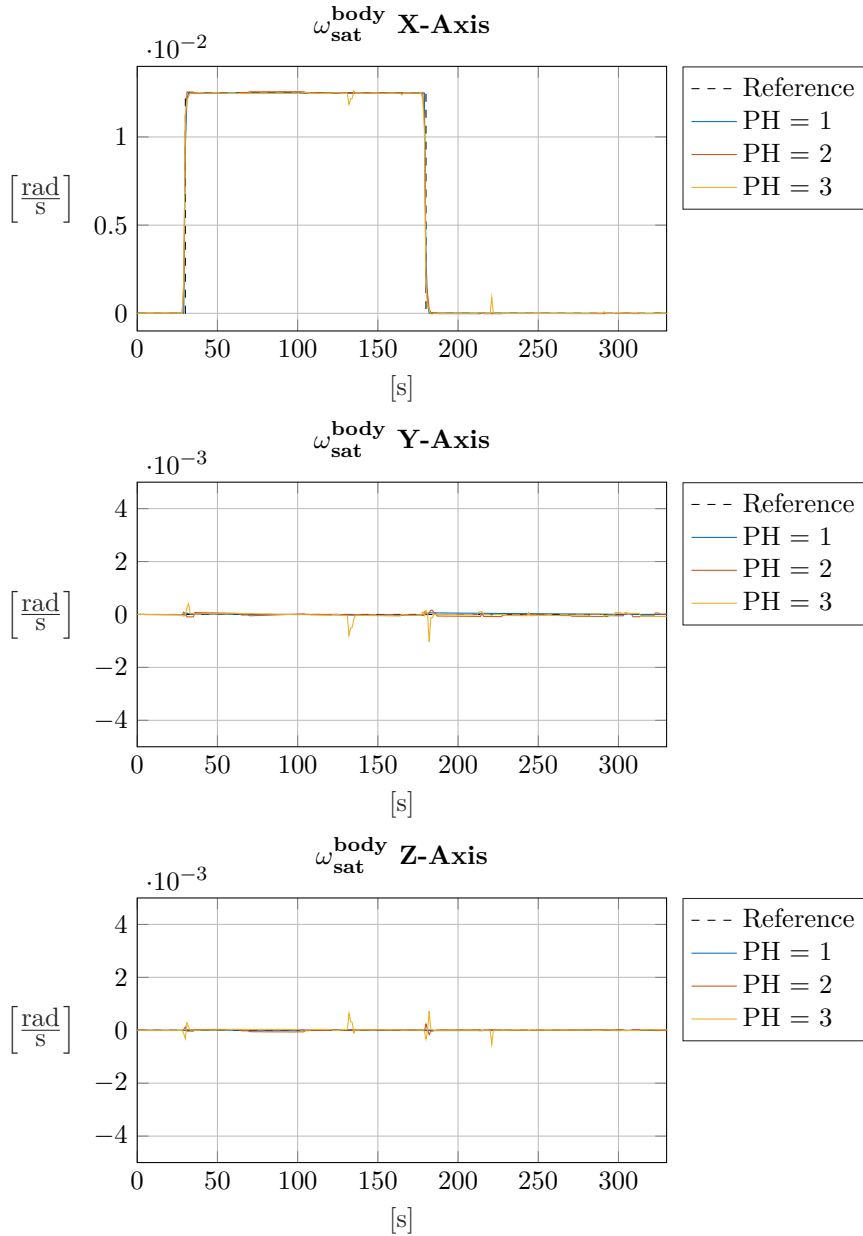 ω_sat^body X-Axis
·10^−2
1
0.5
0
[rad/s]
0 50 100 150 200 250 300
[s]
Reference
PH = 1
PH = 2
PH = 3
ω_sat^body Y-Axis
·10^−3
4
2
0
−2
−4
[rad/s]
0 50 100 150 200 250 300
[s]
Reference
PH = 1
PH = 2
PH = 3
ω_sat^body Z-Axis
·10^−3
4
2
0
−2
−4
[rad/s]
0 50 100 150 200 250 300
[s]
Reference
PH = 1
PH = 2
PH = 3